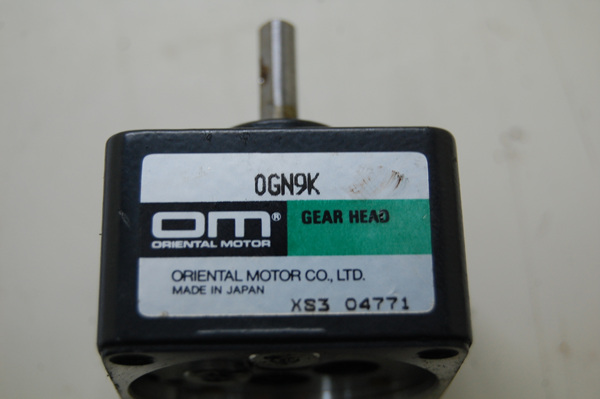 0GN9K
om®
ORIENTAL MOTOR
GEAR HEAD
ORIENTAL MOTOR CO., LTD.
MADE IN JAPAN
XS3 04771